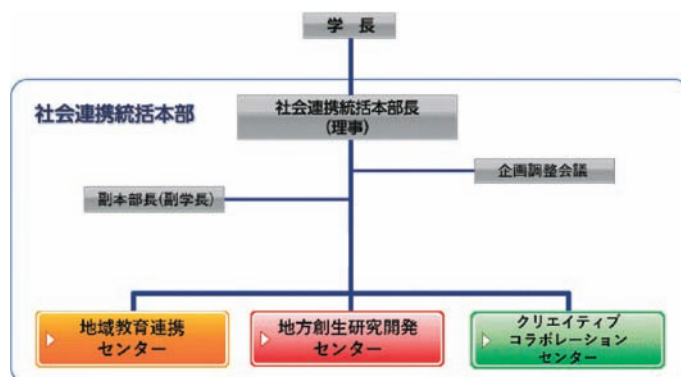 学 長
社会連携統括本部
社会連携統括本部長
(理事)
企画調整会議
副本部長(副学長)
地域教育連携
センター
地方創生研究開発
センター
クリエイティブ
コラボレーション
センター